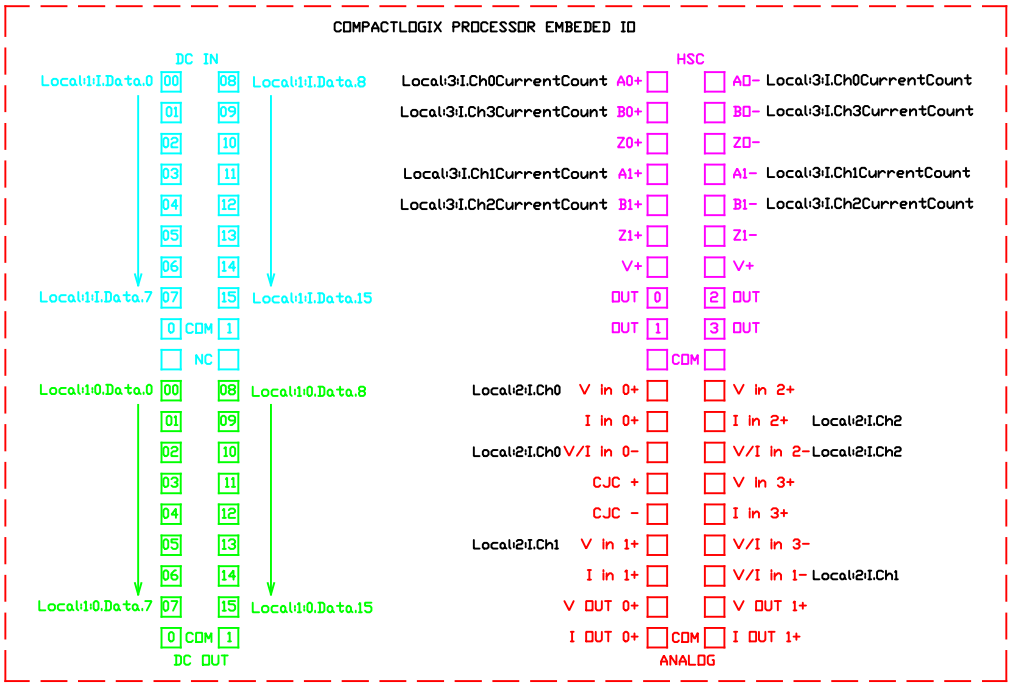 COMPACTLOGIX PROCESSOR EMBEDED IO
DC IN
Local:1:I.Data.0 00 08 Local:1:I.Data.8
01 09
02 10
03 11
04 12
05 13
06 14
Local:1:I.Data.7 07 15 Local:1:I.Data.15
0 COM 1
NC
Local:1:O.Data.0 00 08 Local:1:O.Data.8
01 09
02 10
03 11
04 12
05 13
06 14
Local:1:O.Data.7 07 15 Local:1:O.Data.15
0 COM 1
DC OUT
HSC
Local:3:I.Ch0CurrentCount A0+ A0- Local:3:I.Ch0CurrentCount
Local:3:I.Ch3CurrentCount B0+ B0- Local:3:I.Ch3CurrentCount
Z0+ Z0-
Local:3:I.Ch1CurrentCount A1+ A1- Local:3:I.Ch1CurrentCount
Local:3:I.Ch2CurrentCount B1+ B1- Local:3:I.Ch2CurrentCount
Z1+ Z1-
V+ V+
OUT 0 2 OUT
OUT 1 3 OUT
COM
Local:2:I.Ch0 V in 0+ V in 2+
I in 0+ I in 2+ Local:2:I.Ch2
Local:2:I.Ch0 V/I in 0- V/I in 2- Local:2:I.Ch2
CJC + V in 3+
CJC - I in 3+
Local:2:I.Ch1 V in 1+ V/I in 3-
I in 1+ V/I in 1- Local:2:I.Ch1
V OUT 0+ V OUT 1+
I OUT 0+ COM I OUT 1+
ANALOG